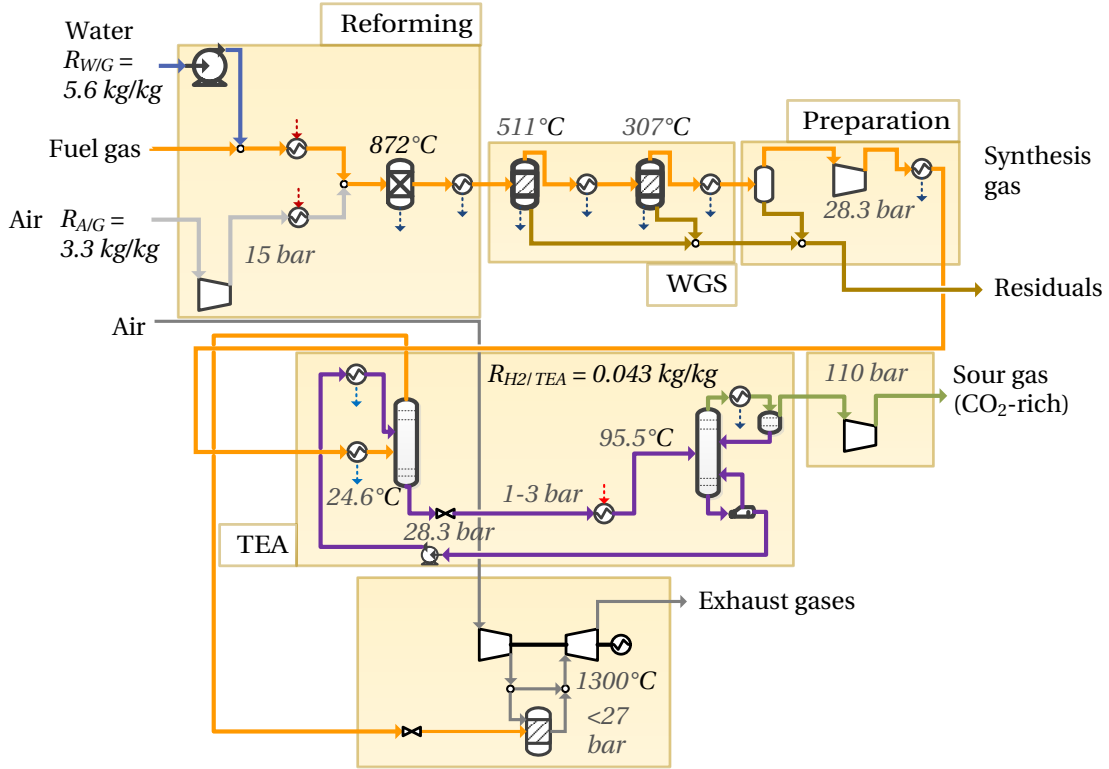 Reforming
Water
R_W/G =
5.6 kg/kg
511°C
307°C
Preparation
872°C
Fuel gas
Synthesis
gas
Air
R_A/G =
3.3 kg/kg
15 bar
28.3 bar
WGS
Residuals
Air
R_H2/TEA = 0.043 kg/kg
110 bar
Sour gas
(CO₂-rich)
95.5°C
24.6°C
1-3 bar
28.3 bar
TEA
Exhaust gases
1300°C
<27
bar